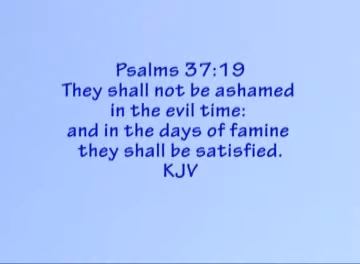 Psalms 37:19
They shall not be ashamed
in the evil time:
and in the days of famine
they shall be satisfied.
KJV